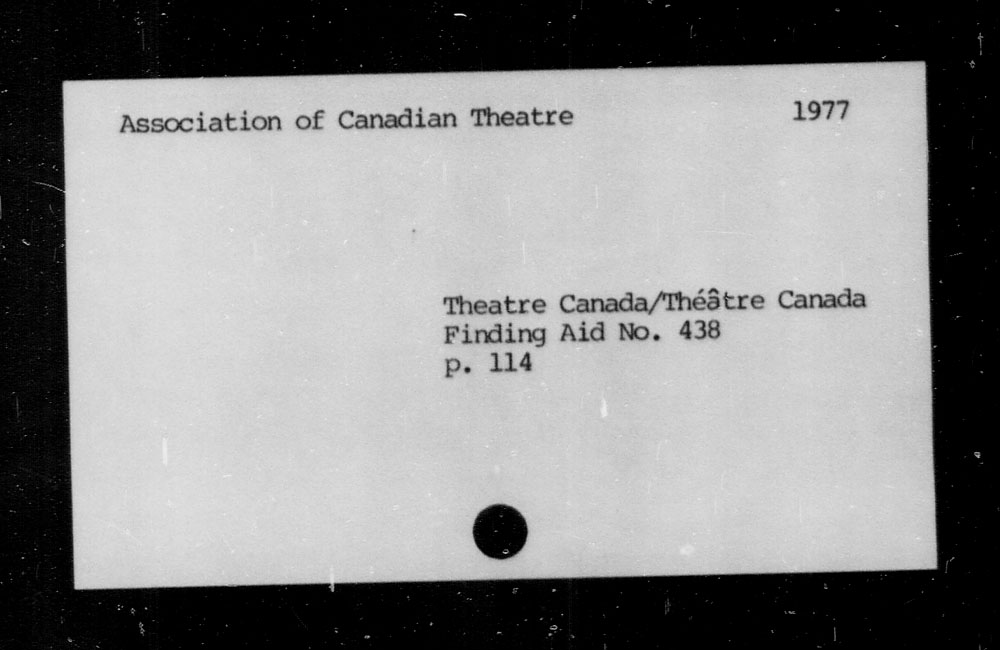 Association of Canadian Theatre 1977
Theatre Canada/Théâtre Canada
Finding Aid No. 438
p. 114